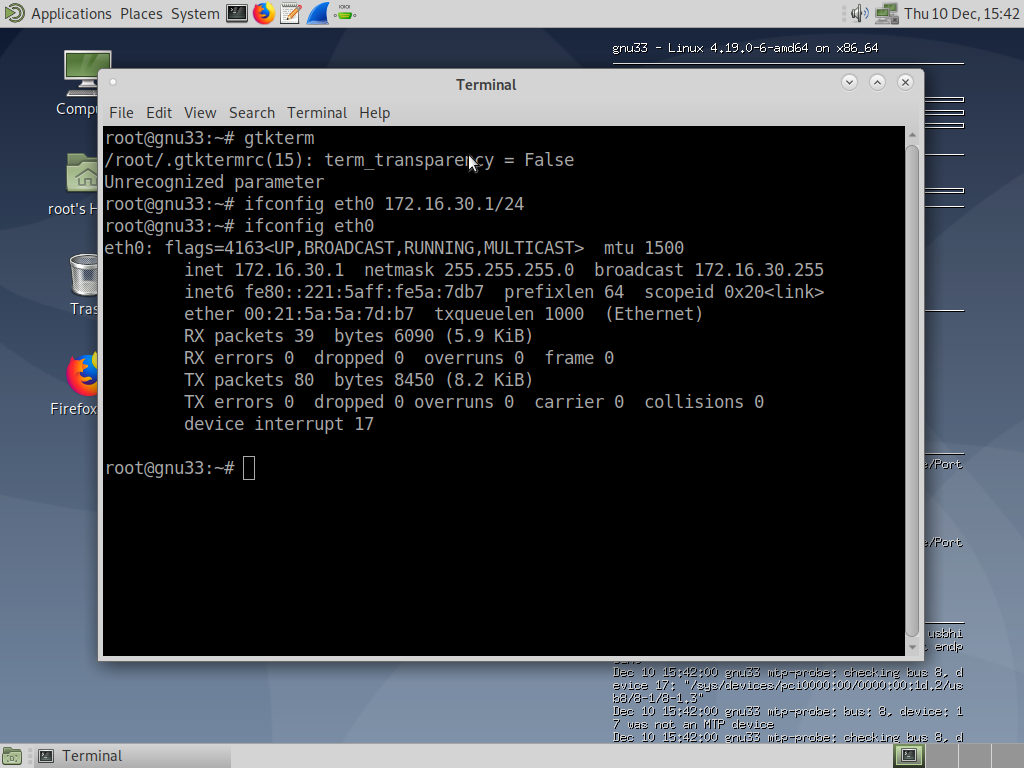 Applications Places System Thu 10 Dec, 15:42
gnu33 - Linux 4.19.0-6-amd64 on x86_64
Terminal
File Edit View Search Terminal Help
root@gnu33:~# gtkterm
/root/.gtktermrc(15): term_transparency = False
Unrecognized parameter
root@gnu33:~# ifconfig eth0 172.16.30.1/24
root@gnu33:~# ifconfig eth0
eth0: flags=4163<UP,BROADCAST,RUNNING,MULTICAST>  mtu 1500
inet 172.16.30.1  netmask 255.255.255.0  broadcast 172.16.30.255
inet6 fe80::221:5aff:fe5a:7db7  prefixlen 64  scopeid 0x20<link>
ether 00:21:5a:5a:7d:b7  txqueuelen 1000  (Ethernet)
RX packets 39  bytes 6090 (5.9 KiB)
RX errors 0  dropped 0  overruns 0  frame 0
TX packets 80  bytes 8450 (8.2 KiB)
TX errors 0  dropped 0 overruns 0  carrier 0  collisions 0
device interrupt 17
root@gnu33:~#
Compu
root's H
Tras
Firefox
e/Port
e/Port
usbhi
endp
Dec 10 15:42:00 gnu33 mtp-probe: checking bus 8, d
evice 17: "/sys/devices/pci0000:00/0000:00:1d.2/us
b8/8-1/8-1.3"
Dec 10 15:42:00 gnu33 mtp-probe: bus: 8, device: 1
7 was not an MTP device
Dec 10 15:42:00 gnu33 mtp-probe: checking bus 8, d
Terminal